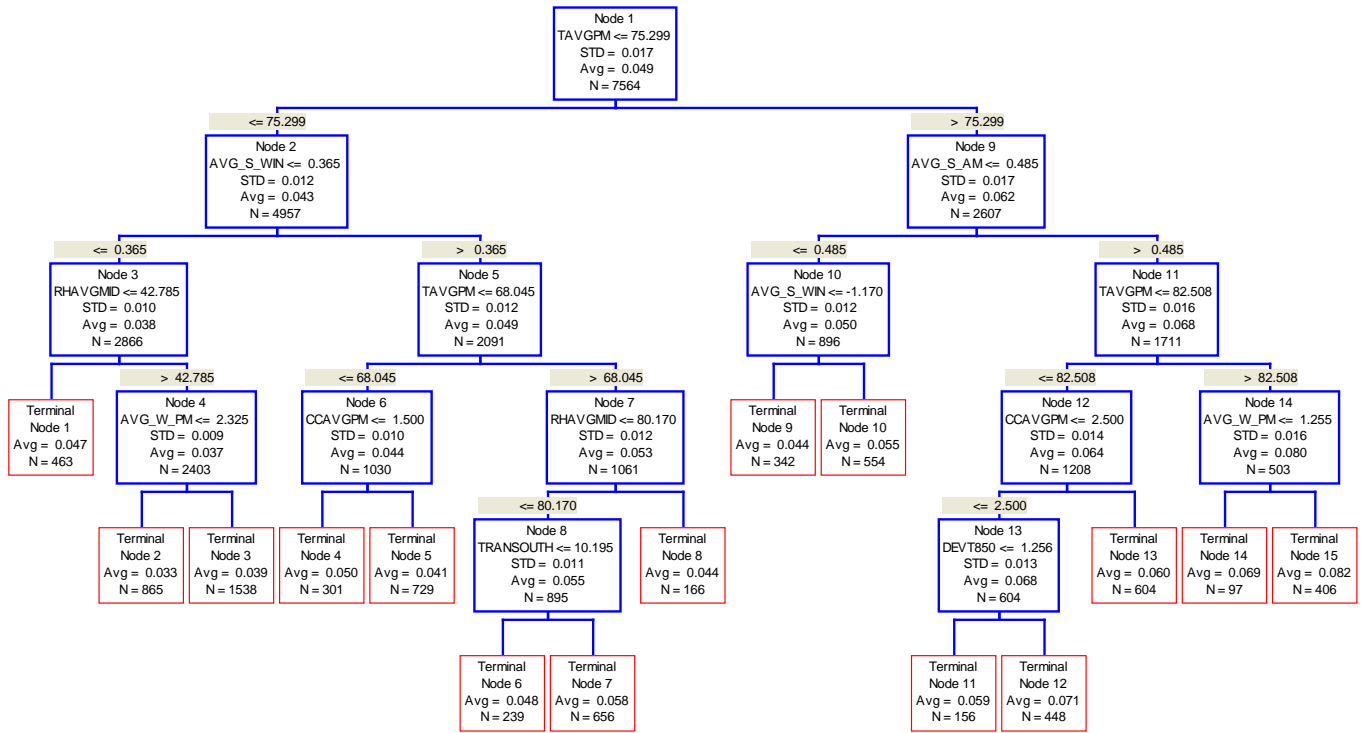 Node 1
TAVGPM <= 75.299
STD = 0.017
Avg = 0.049
N = 7564
<= 75.299
> 75.299
Node 2
AVG_S_WIN <= 0.365
STD = 0.012
Avg = 0.043
N = 4957
Node 9
AVG_S_AM <= 0.485
STD = 0.017
Avg = 0.062
N = 2607
<= 0.365
> 0.365
<= 0.485
> 0.485
Node 3
RHAVGMID <= 42.785
STD = 0.010
Avg = 0.038
N = 2866
Node 5
TAVGPM <= 68.045
STD = 0.012
Avg = 0.049
N = 2091
Node 10
AVG_S_WIN <= -1.170
STD = 0.012
Avg = 0.050
N = 896
Node 11
TAVGPM <= 82.508
STD = 0.016
Avg = 0.068
N = 1711
> 42.785
<= 68.045
> 68.045
<= 82.508
> 82.508
Terminal
Node 1
Avg = 0.047
N = 463
Node 4
AVG_W_PM <= 2.325
STD = 0.009
Avg = 0.037
N = 2403
Node 6
CCAVGPM <= 1.500
STD = 0.010
Avg = 0.044
N = 1030
Node 7
RHAVGMID <= 80.170
STD = 0.012
Avg = 0.053
N = 1061
Terminal
Node 9
Avg = 0.044
N = 342
Terminal
Node 10
Avg = 0.055
N = 554
Node 12
CCAVGPM <= 2.500
STD = 0.014
Avg = 0.064
N = 1208
Node 14
AVG_W_PM <= 1.255
STD = 0.016
Avg = 0.080
N = 503
<= 80.170
<= 2.500
Terminal
Node 2
Avg = 0.033
N = 865
Terminal
Node 3
Avg = 0.039
N = 1538
Terminal
Node 4
Avg = 0.050
N = 301
Terminal
Node 5
Avg = 0.041
N = 729
Node 8
TRANSOUTH <= 10.195
STD = 0.011
Avg = 0.055
N = 895
Terminal
Node 8
Avg = 0.044
N = 166
Node 13
DEVT850 <= 1.256
STD = 0.013
Avg = 0.068
N = 604
Terminal
Node 13
Avg = 0.060
N = 604
Terminal
Node 14
Avg = 0.069
N = 97
Terminal
Node 15
Avg = 0.082
N = 406
Terminal
Node 6
Avg = 0.048
N = 239
Terminal
Node 7
Avg = 0.058
N = 656
Terminal
Node 11
Avg = 0.059
N = 156
Terminal
Node 12
Avg = 0.071
N = 448